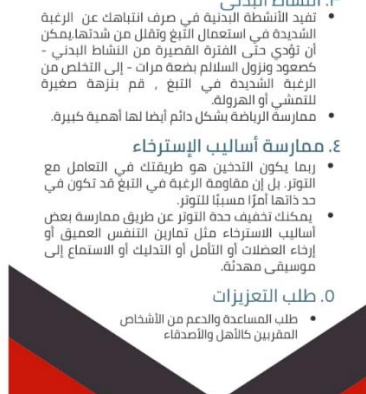 ٣. النشاط البدني
• تفيد الأنشطة البدنية في صرف انتباهك عن الرغبة
الشديدة في استعمال التبغ وتقلل من شدتها.يمكن
أن تؤدي حتى الفترة القصيرة من النشاط البدني -
كصعود ونزول السلالم بضعة مرات - إلى التخلص من
الرغبة الشديدة في التبغ , قم بنزهة صغيرة
للتمشي أو الهرولة.
• ممارسة الرياضة بشكل دائم أيضا لها أهمية كبيرة.
٤. ممارسة أساليب الإسترخاء
• ربما يكون التدخين هو طريقتك في التعامل مع
التوتر. بل إن مقاومة الرغبة في التبغ قد تكون في
حد ذاتها أمرًا مسببًا للتوتر.
• يمكنك تخفيف حدة التوتر عن طريق ممارسة بعض
أساليب الاسترخاء مثل تمارين التنفس العميق أو
إرخاء العضلات أو التأمل أو التدليك أو الاستماع إلى
موسيقى مهدئة.
٥. طلب التعزيزات
• طلب المساعدة والدعم من الأشخاص
المقربين كالأهل والأصدقاء